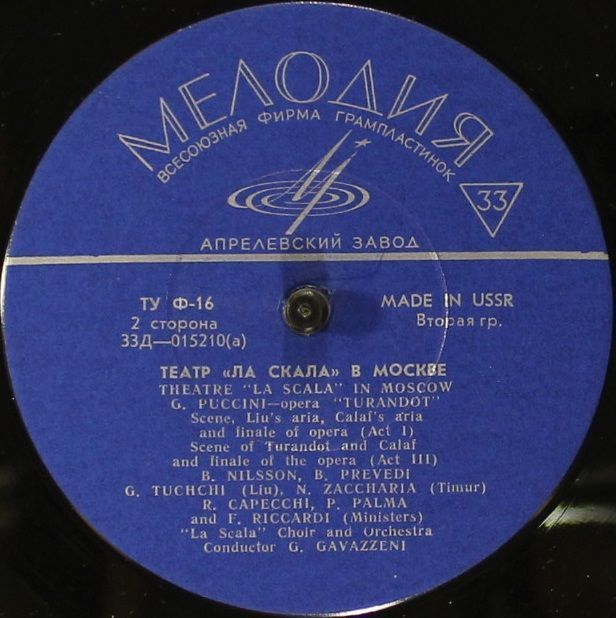 МЕЛОДИЯ
ВСЕСОЮЗНАЯ ФИРМА ГРАМПЛАСТИНОК
33
АПРЕЛЕВСКИЙ ЗАВОД
ТУ Ф-16
MADE IN USSR
2 сторона
Вторая гр.
33Д—015210(а)
ТЕАТР «ЛА СКАЛА» В МОСКВЕ
THEATRE "LA SCALA" IN MOSCOW
G. PUCCINI—opera "TURANDOT"
Scene, Liu's aria, Calaf's aria
and finale of opera (Act I)
Scene of Turandot and Calaf
and finale of the opera (Act III)
B. NILSSON, B. PREVEDI
G. TUCHCHI (Liu), N. ZACCHARIA (Timur)
R. CAPECCHI, P. PALMA
and F. RICCARDI (Ministers)
"La Scala" Choir and Orchestra
Conductor G. GAVAZZENI